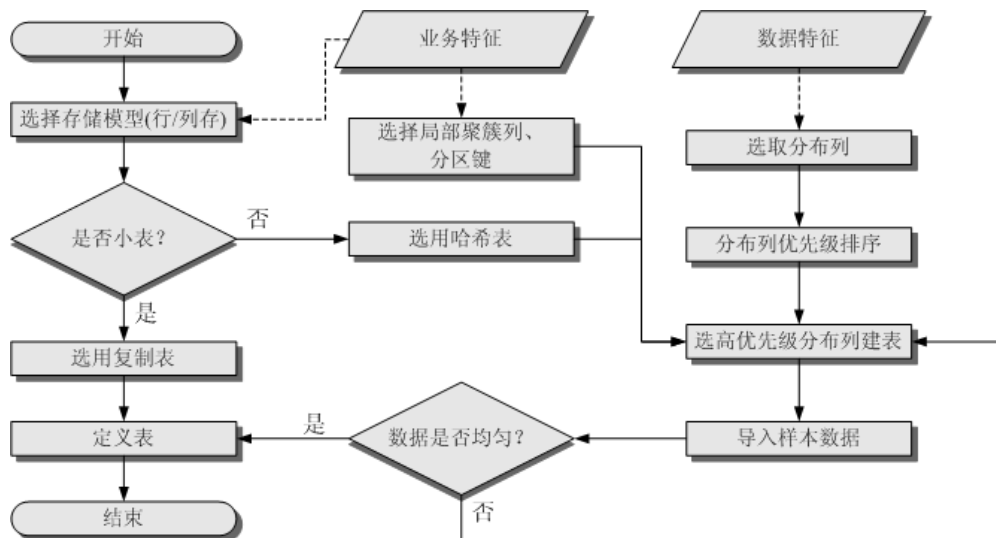 开始
业务特征
数据特征
选择存储模型(行/列存)
选择局部聚簇列、
分区键
选取分布列
是否小表?
否
选用哈希表
分布列优先级排序
是
选用复制表
选高优先级分布列建表
定义表
是
数据是否均匀?
导入样本数据
结束
否